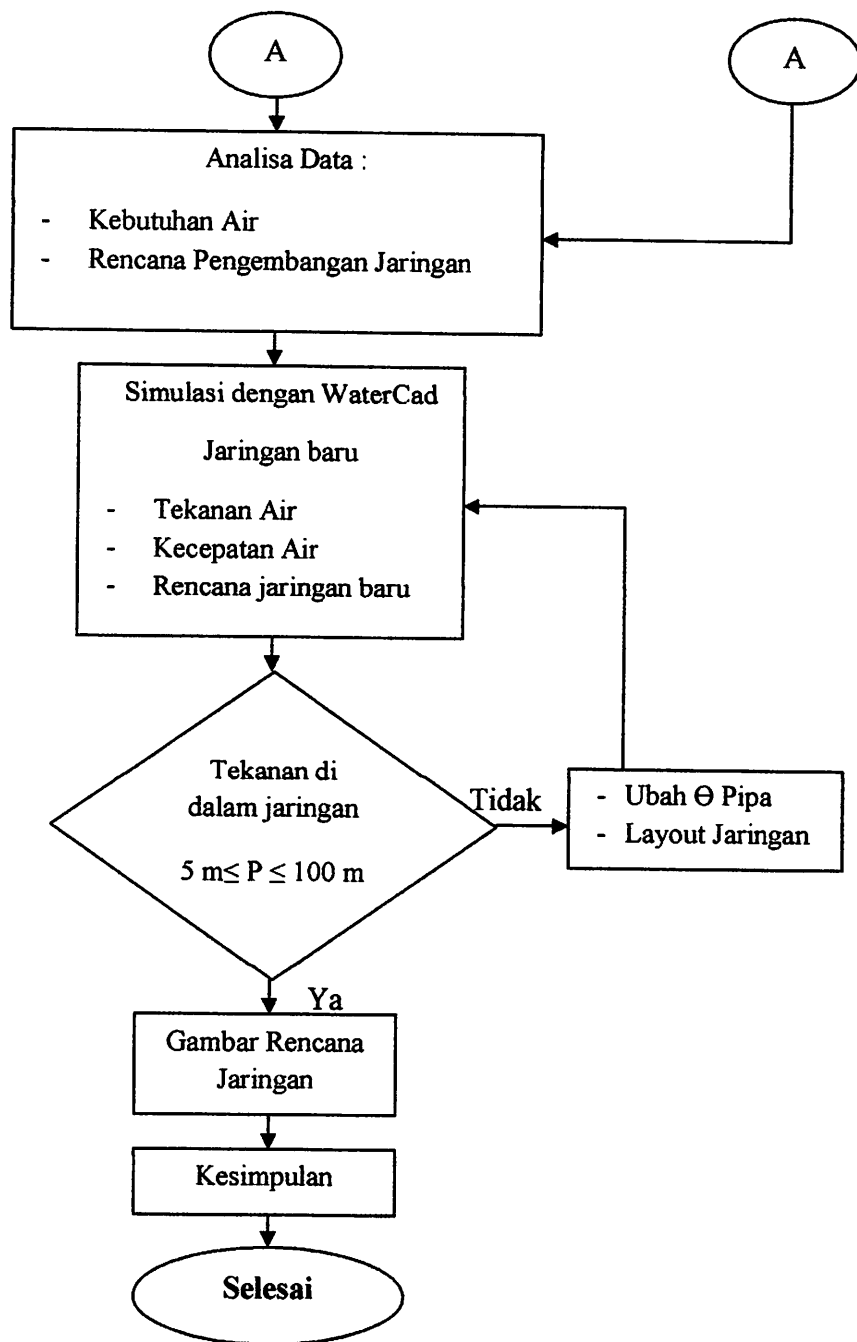 A
A
Analisa Data :
- Kebutuhan Air
- Rencana Pengembangan Jaringan
Simulasi dengan WaterCad
Jaringan baru
- Tekanan Air
- Kecepatan Air
- Rencana jaringan baru
Tekanan di
dalam jaringan
5 m≤ P ≤ 100 m
Tidak
- Ubah Ө Pipa
- Layout Jaringan
Ya
Gambar Rencana
Jaringan
Kesimpulan
Selesai